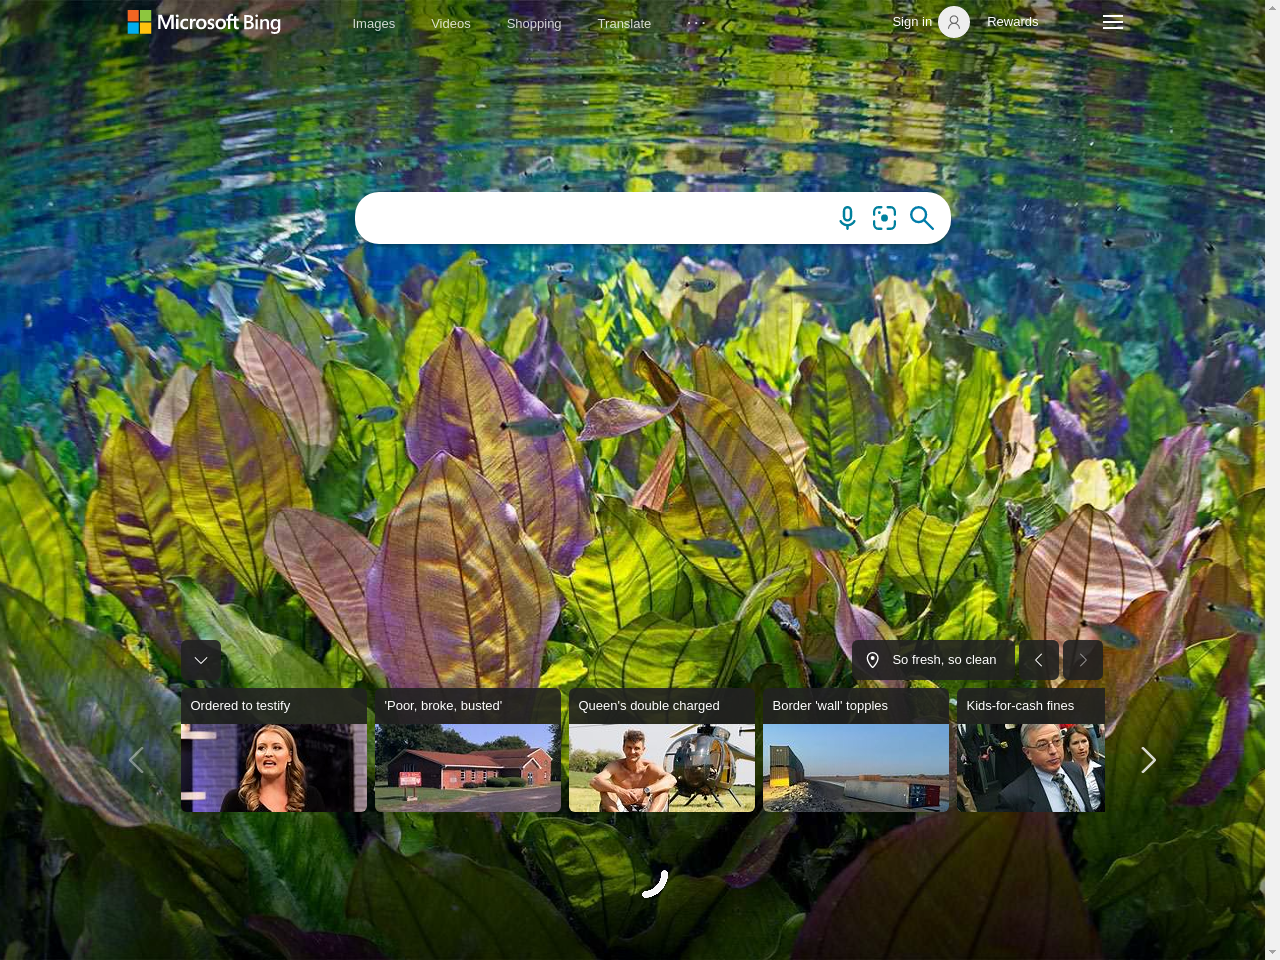 Microsoft Bing
Images
Videos
Shopping
Translate
Sign in
Rewards
So fresh, so clean
Ordered to testify
'Poor, broke, busted'
Queen's double charged
Border 'wall' topples
Kids-for-cash fines